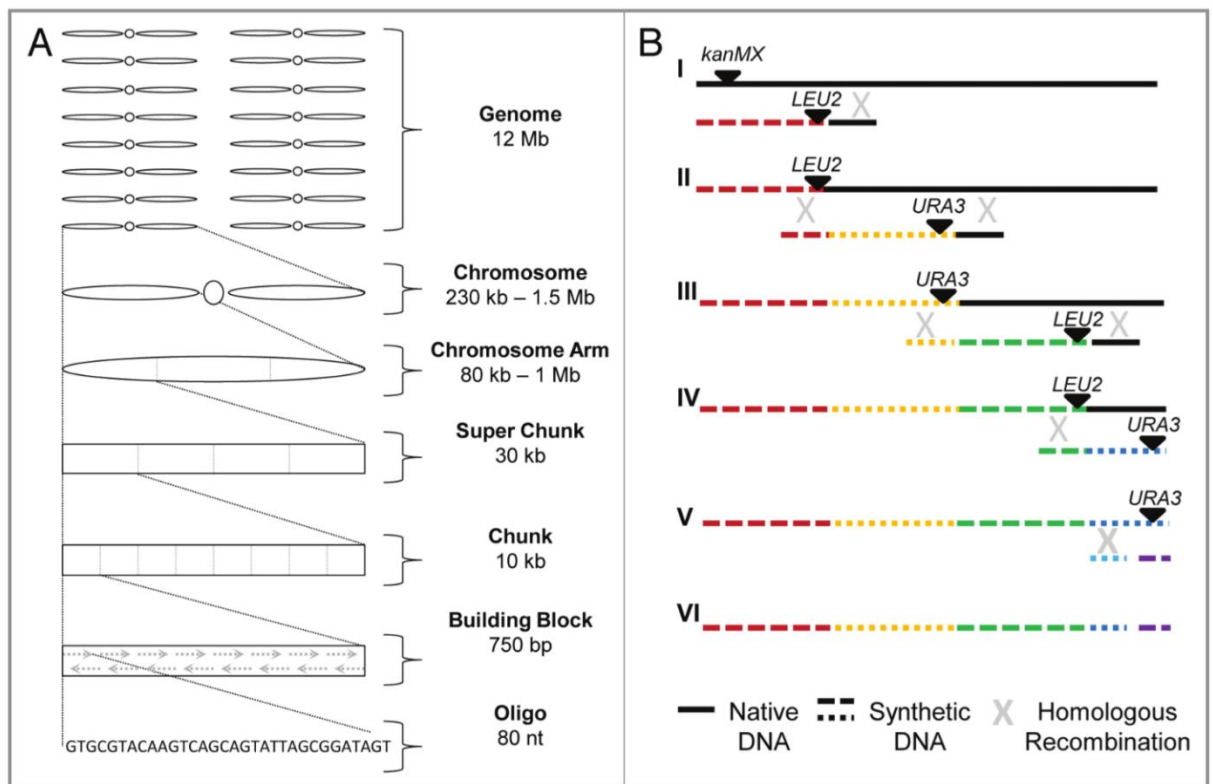 A
Genome
12 Mb
Chromosome
230 kb – 1.5 Mb
Chromosome Arm
80 kb – 1 Mb
Super Chunk
30 kb
Chunk
10 kb
Building Block
750 bp
Oligo
80 nt
GTGCGTACAAGTCAGCAGTATTAGCGGATAGT
B
I
kanMX
LEU2
X
II
LEU2
X
URA3
X
III
URA3
X
LEU2
X
IV
LEU2
X
URA3
V
URA3
X
VI
Native
DNA
Synthetic
DNA
X
Homologous
Recombination